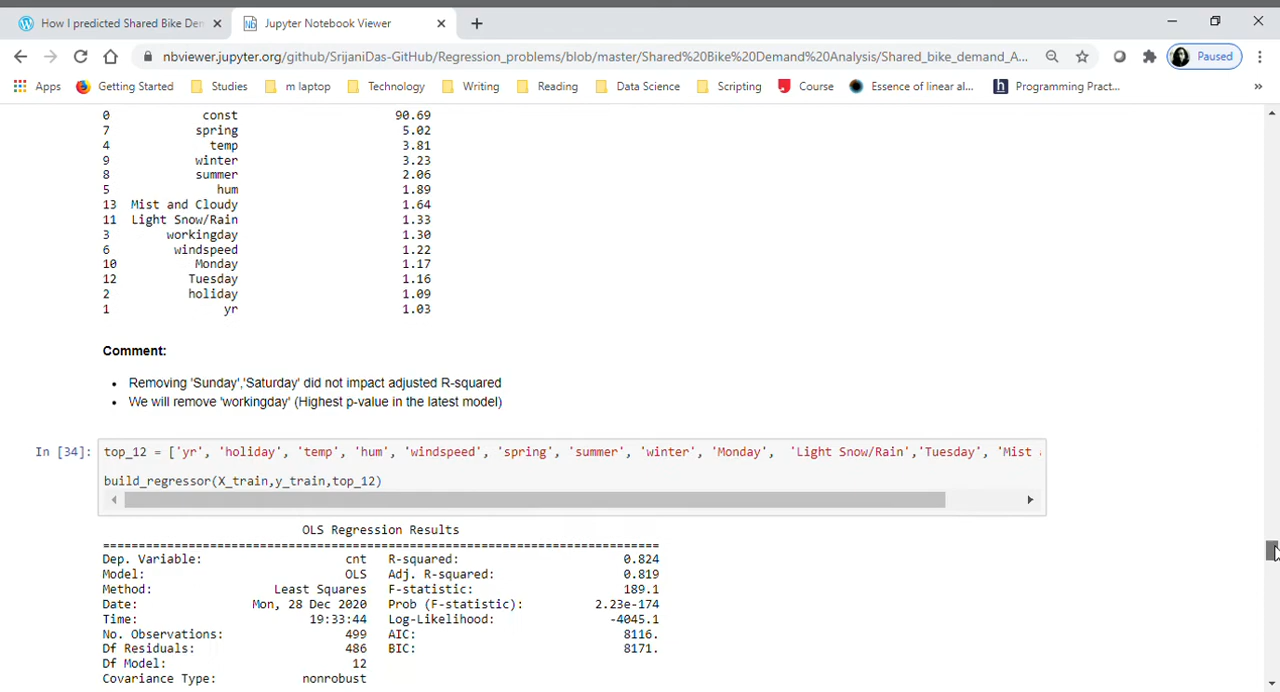 How I predicted Shared Bike Den
Jupyter Notebook Viewer
nbviewer.jupyter.org/github/SrijaniDas-GitHub/Regression_problems/blob/master/Shared%20Bike%20Demand%20Analysis/Shared_bike_demand_A...
Paused
Apps Getting Started Studies m laptop Technology Writing Reading Data Science Scripting Course Essence of linear al... Programming Pract... »
0 const 90.69
7 spring 5.02
4 temp 3.81
9 winter 3.23
8 summer 2.06
5 hum 1.89
13 Mist and Cloudy 1.64
11 Light Snow/Rain 1.33
3 workingday 1.30
6 windspeed 1.22
10 Monday 1.17
12 Tuesday 1.16
2 holiday 1.09
1 yr 1.03
Comment:
• Removing 'Sunday','Saturday' did not impact adjusted R-squared
• We will remove 'workingday' (Highest p-value in the latest model)
In [34]: top_12 = ['yr', 'holiday', 'temp', 'hum', 'windspeed', 'spring', 'summer', 'winter', 'Monday', 'Light Snow/Rain','Tuesday', 'Mist
build_regressor(X_train,y_train,top_12)
OLS Regression Results
==============================================================================
Dep. Variable: cnt R-squared: 0.824
Model: OLS Adj. R-squared: 0.819
Method: Least Squares F-statistic: 189.1
Date: Mon, 28 Dec 2020 Prob (F-statistic): 2.23e-174
Time: 19:33:44 Log-Likelihood: -4045.1
No. Observations: 499 AIC: 8116.
Df Residuals: 486 BIC: 8171.
Df Model: 12
Covariance Type: nonrobust